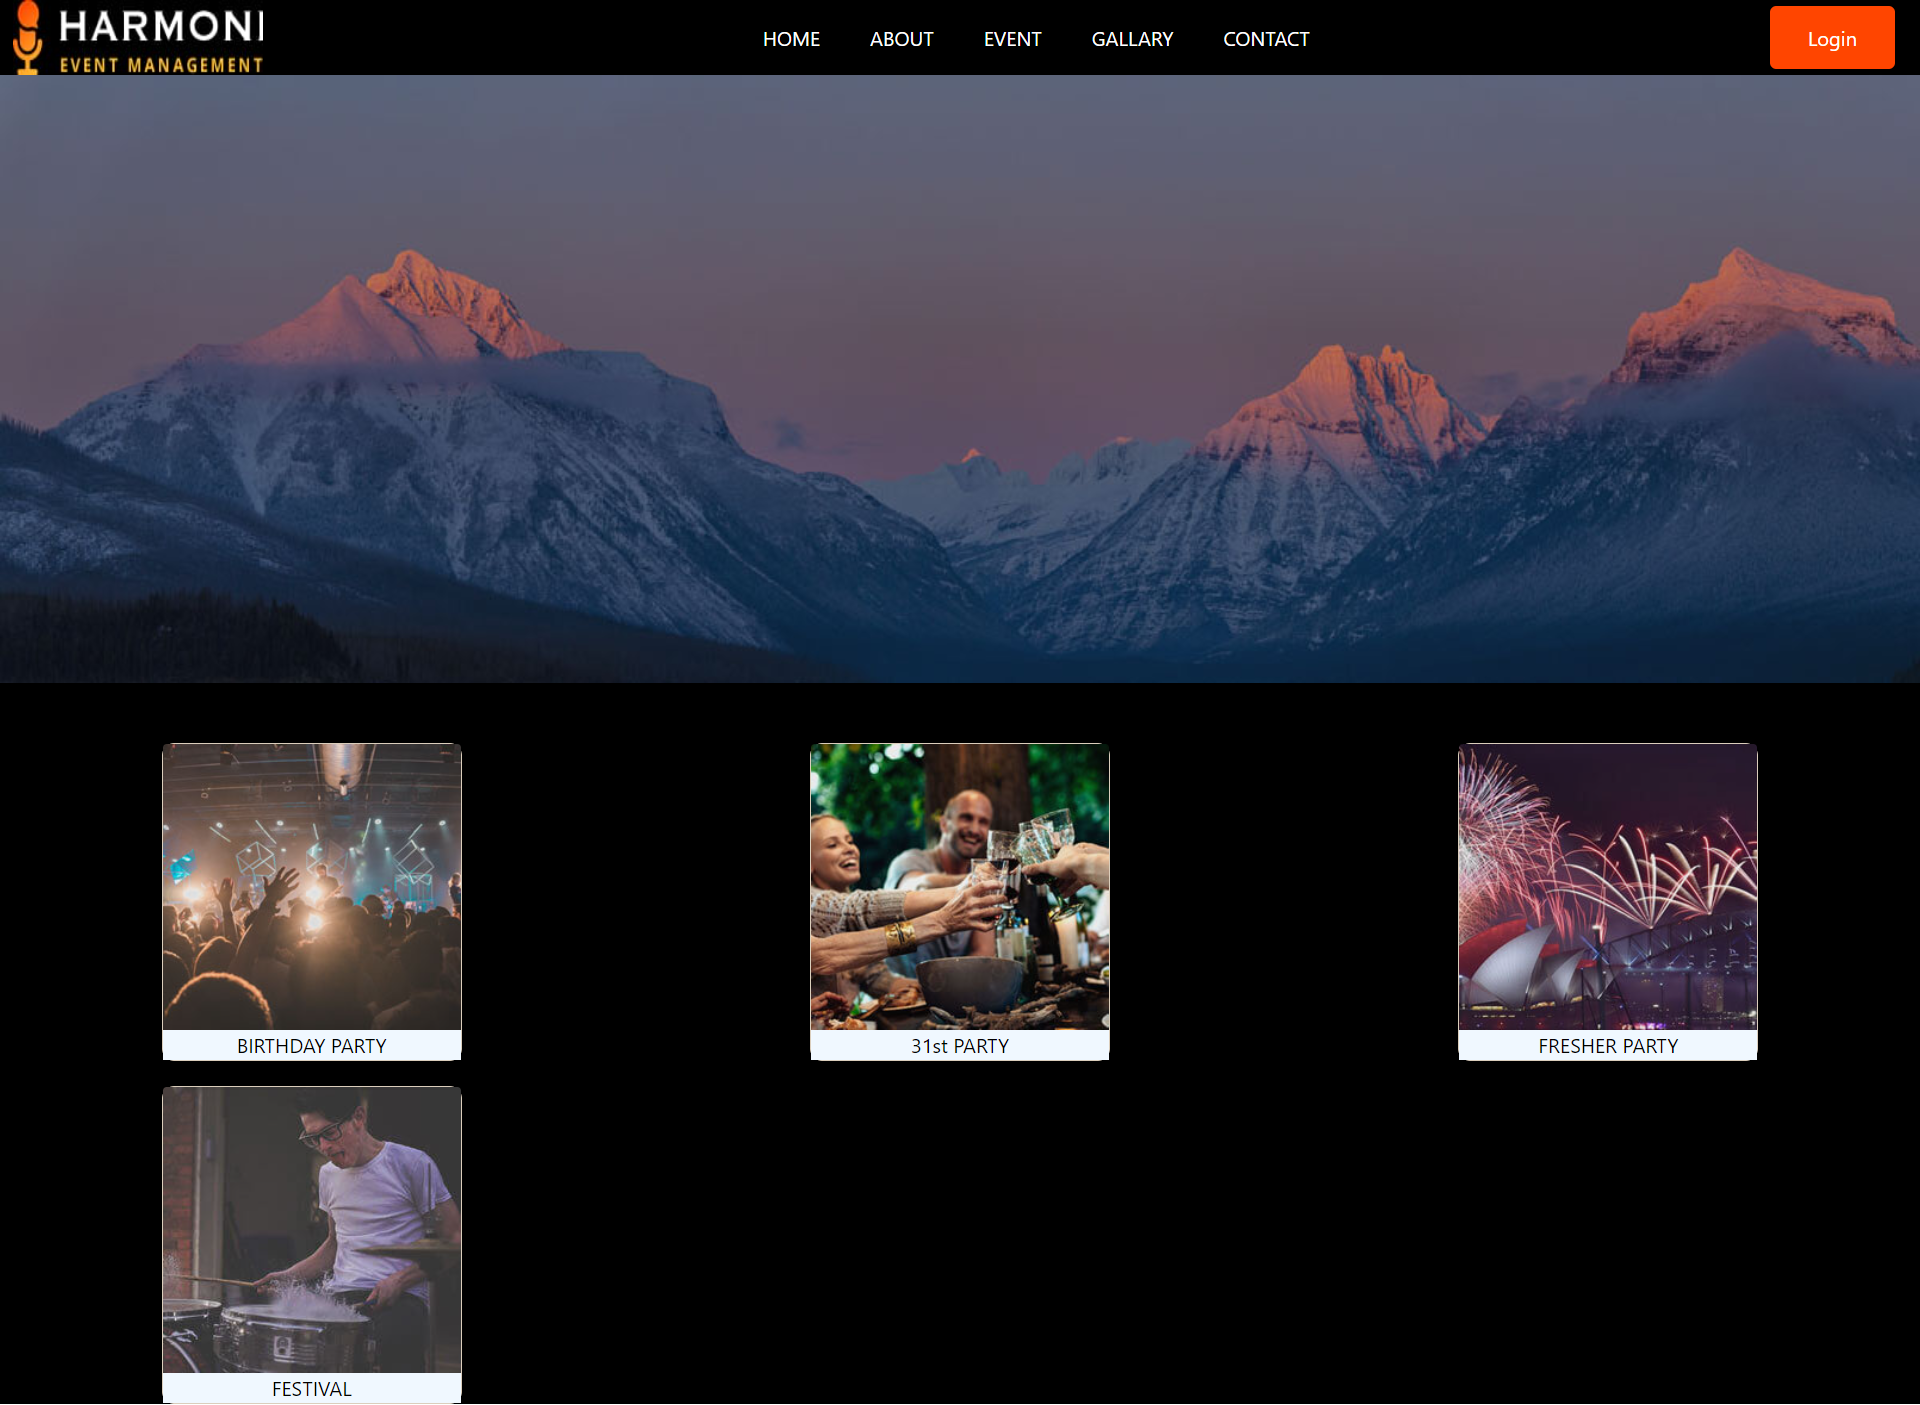 HARMONI
EVENT MANAGEMENT
HOME
ABOUT
EVENT
GALLARY
CONTACT
Login
BIRTHDAY PARTY
31st PARTY
FRESHER PARTY
FESTIVAL